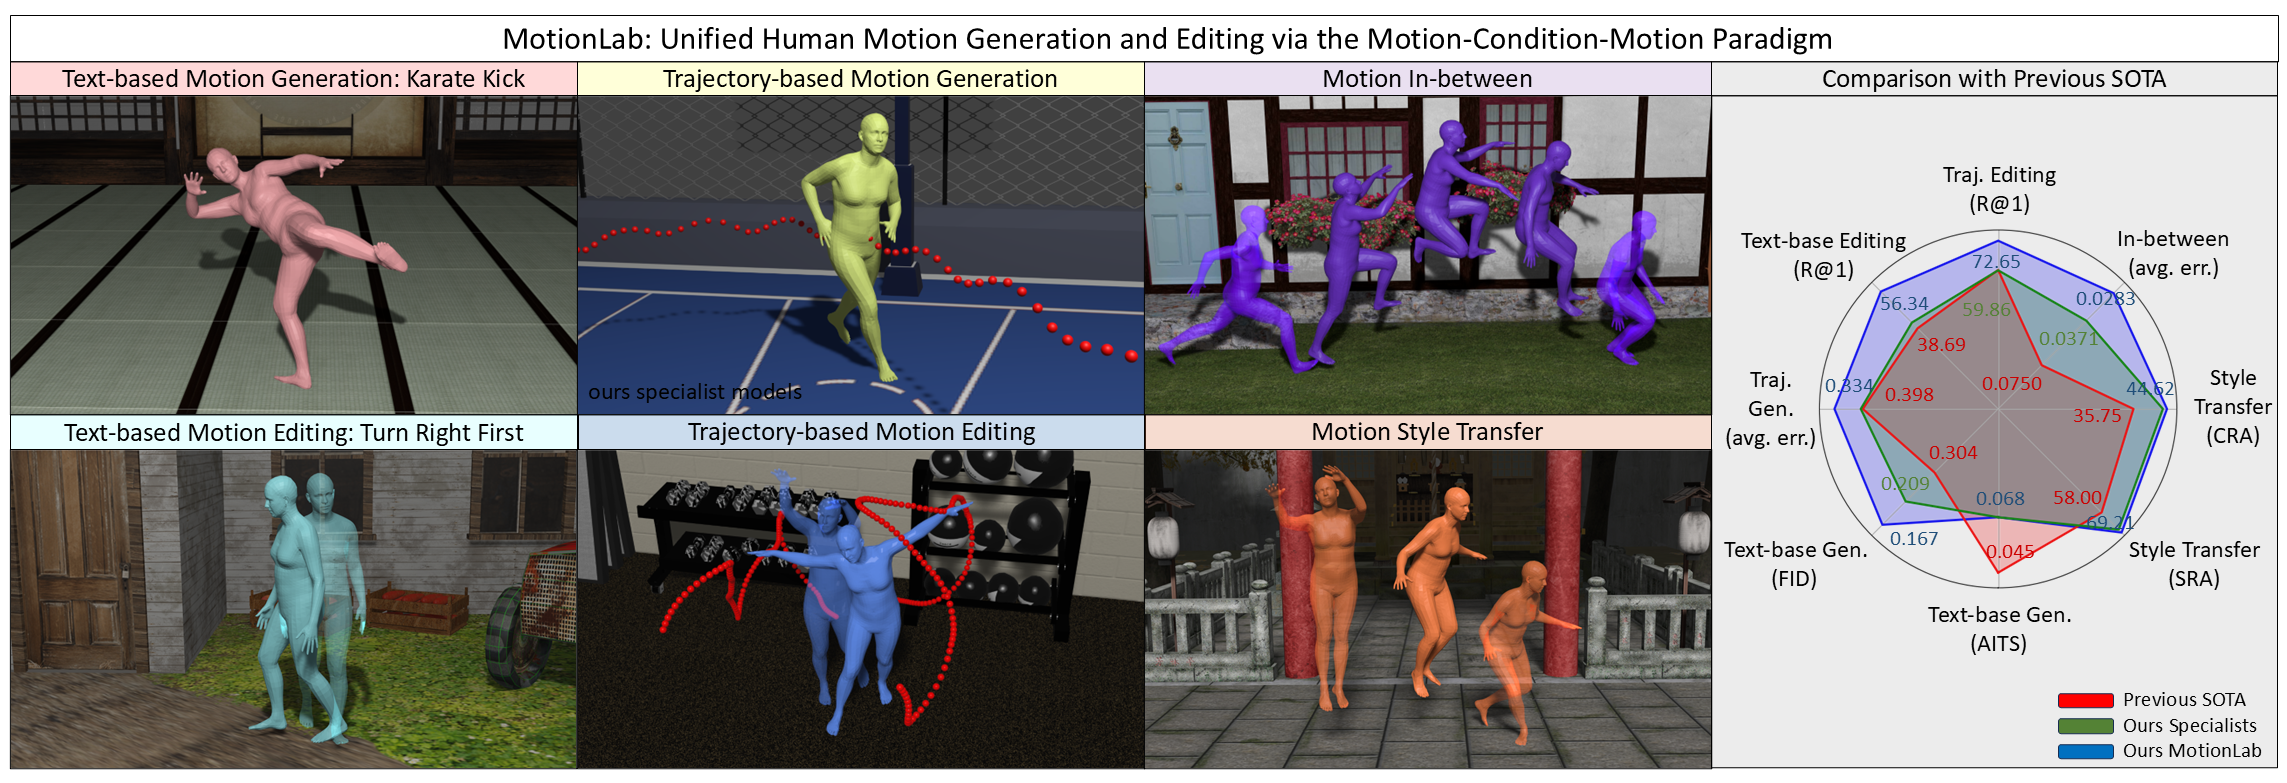 MotionLab: Unified Human Motion Generation and Editing via the Motion-Condition-Motion Paradigm
Text-based Motion Generation: Karate Kick
Trajectory-based Motion Generation
Motion In-between
Comparison with Previous SOTA
ours specialist models
Text-based Motion Editing: Turn Right First
Trajectory-based Motion Editing
Motion Style Transfer
Traj. Editing
(R@1)
Text-base Editing
(R@1)
In-between
(avg. err.)
72.65
56.34
0.0283
59.86
0.0371
38.69
Traj.
Gen.
(avg. err.)
0.334
0.398
0.0750
44.62
35.75
Style
Transfer
(CRA)
0.304
0.209
0.068
58.00
69.21
0.167
0.045
Text-base Gen.
(FID)
Style Transfer
(SRA)
Text-base Gen.
(AITS)
Previous SOTA
Ours Specialists
Ours MotionLab